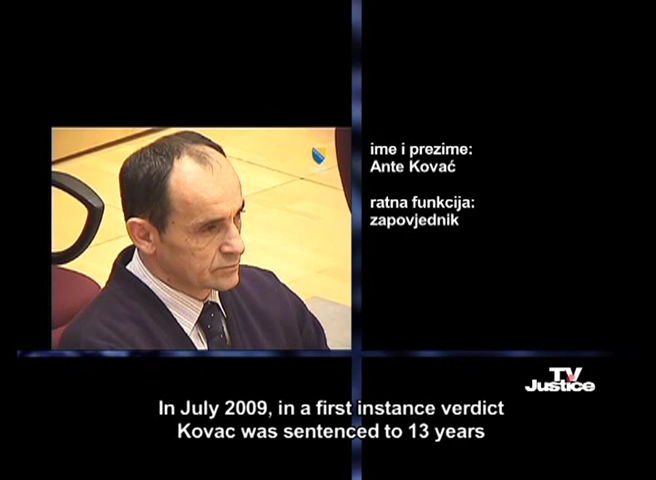 ime i prezime:
Ante Kovać
ratna funkcija:
zapovjednik
TV
Justice
In July 2009, in a first instance verdict
Kovac was sentenced to 13 years